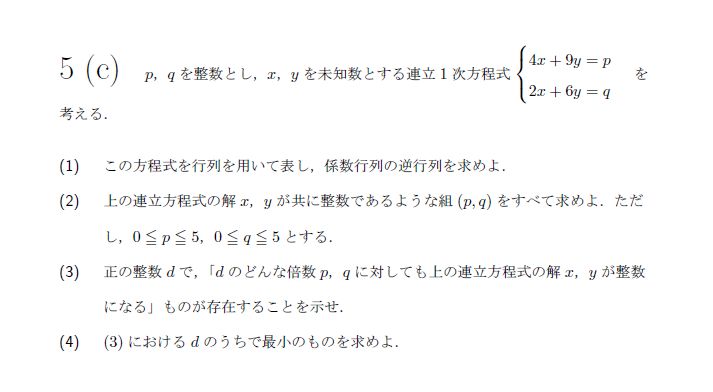 5 (c) p，q を整数とし，x，y を未知数とする連立 1 次方程式 { 4x + 9y = p
2x + 6y = q を
考える．
(1) この方程式を行列を用いて表し，係数行列の逆行列を求めよ．
(2) 上の連立方程式の解 x，y が共に整数であるような組 (p, q) をすべて求めよ．ただ
し，0 ≦ p ≦ 5，0 ≦ q ≦ 5 とする．
(3) 正の整数 d で，「d のどんな倍数 p，q に対しても上の連立方程式の解 x，y が整数
になる」ものが存在することを示せ．
(4) (3) における d のうちで最小のものを求めよ．